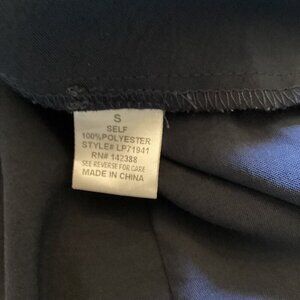 S
SELF
100%POLYESTER
STYLE# LP71941
RN# 142388
SEE REVERSE FOR CARE
MADE IN CHINA